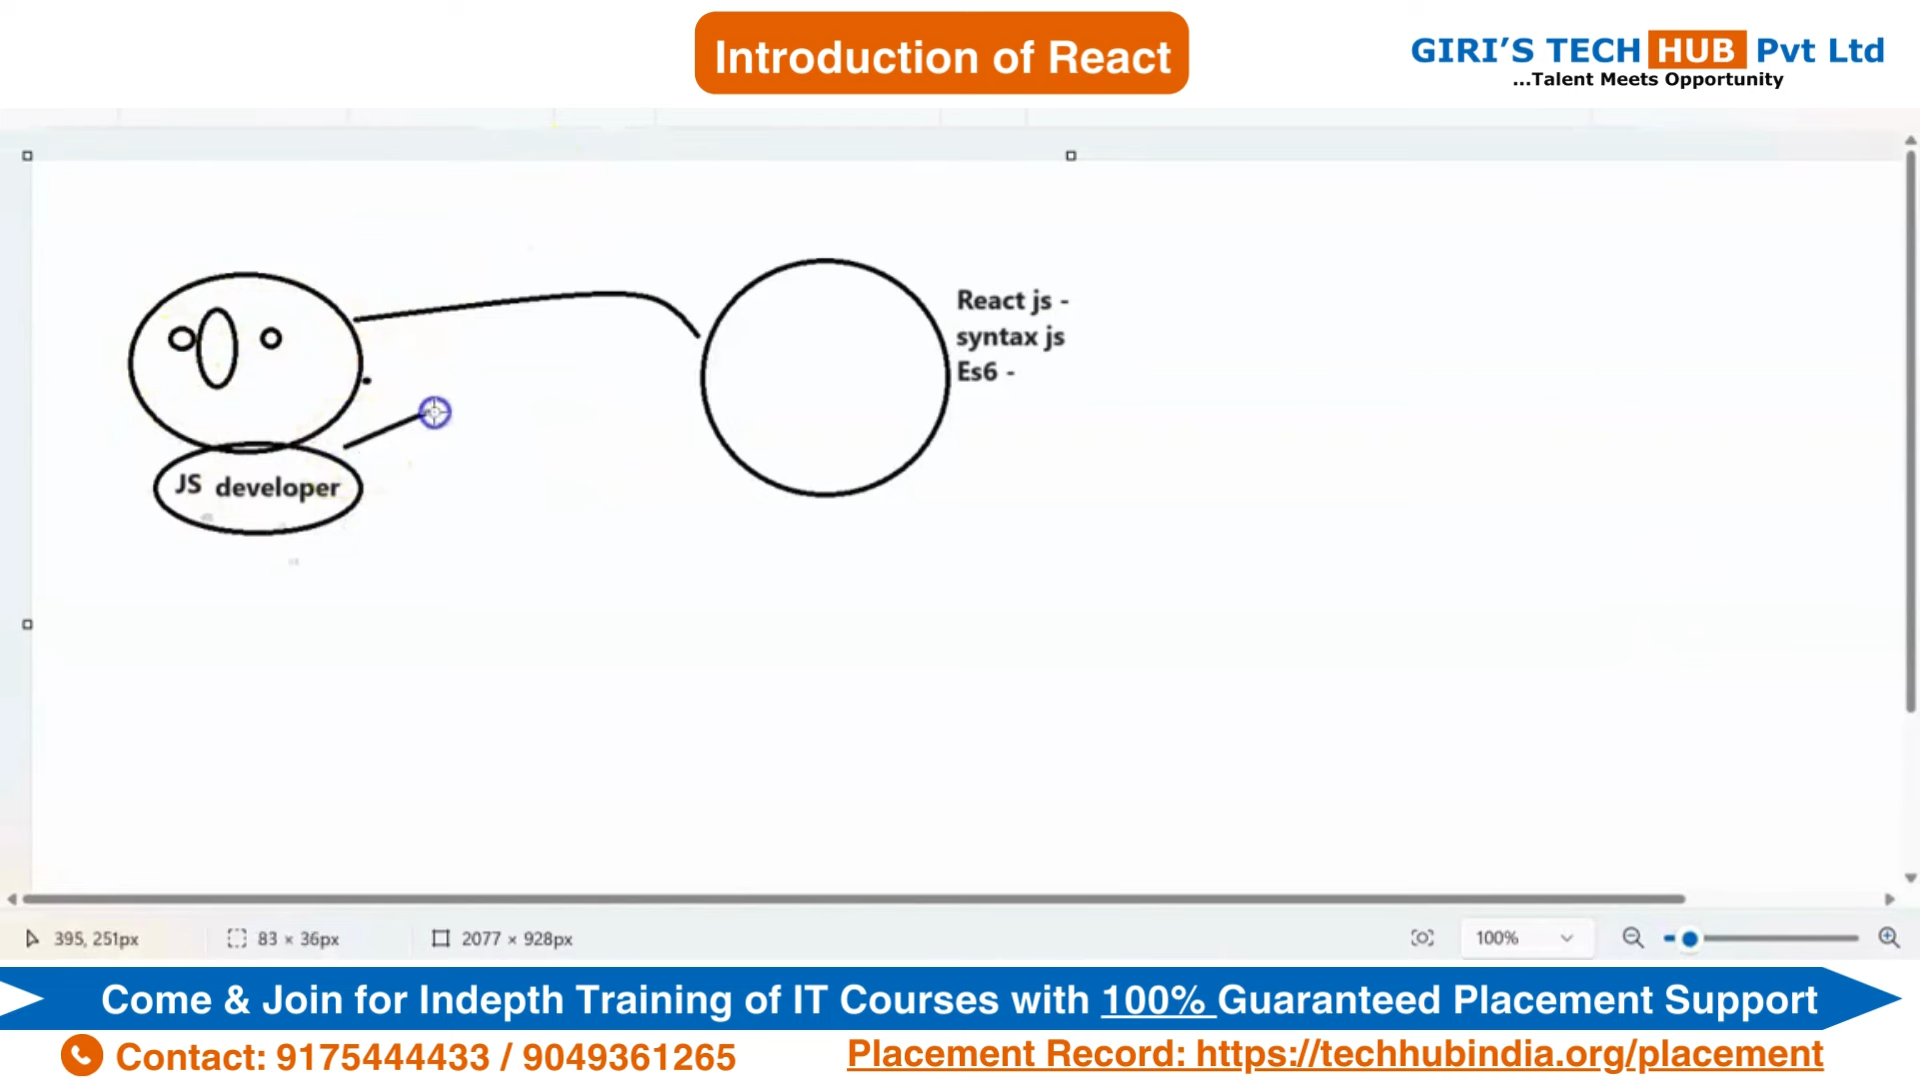 Introduction of React
GIRI'S TECH HUB Pvt Ltd
...Talent Meets Opportunity
React js -
syntax js
Es6 -
JS developer
395, 251px
83 × 36px
2077 × 928px
100%
Come & Join for Indepth Training of IT Courses with 100% Guaranteed Placement Support
Contact: 9175444433 / 9049361265
Placement Record: https://techhubindia.org/placement